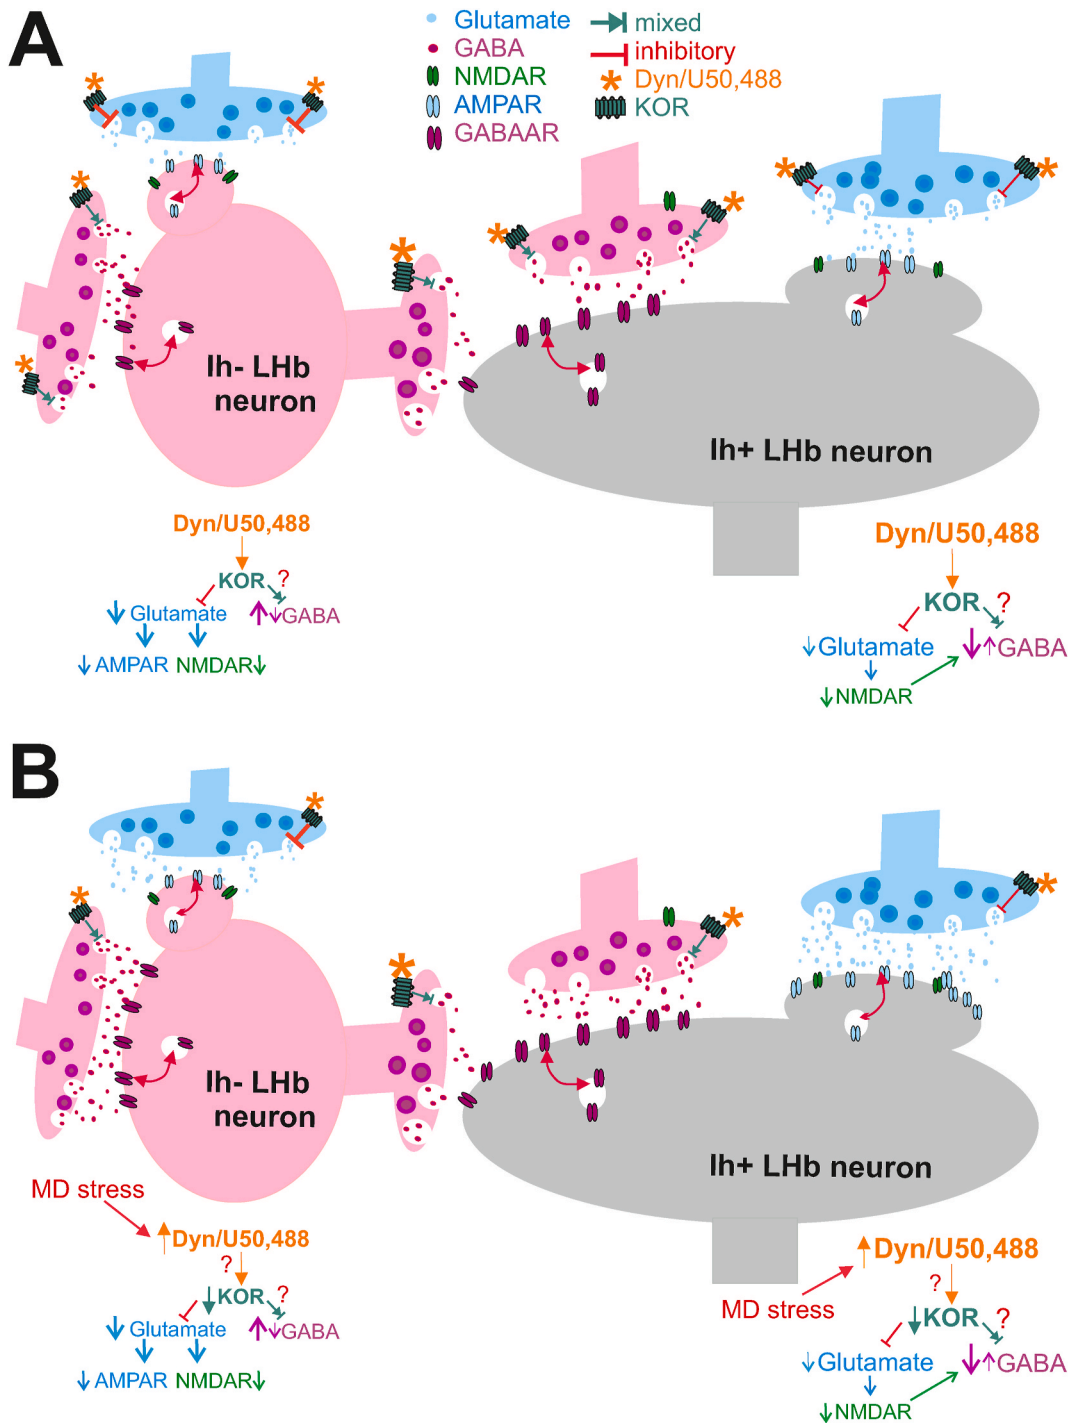 A
Glutamate
GABA
NMDAR
AMPAR
GABAAR
mixed
inhibitory
Dyn/U50,488
KOR
Ih- LHb
neuron
Ih+ LHb neuron
Dyn/U50,488
KOR ?
Glutamate GABA
AMPAR NMDAR
Dyn/U50,488
KOR ?
Glutamate GABA
NMDAR
B
Ih- LHb
neuron
Ih+ LHb neuron
MD stress
Dyn/U50,488
?
KOR ?
Glutamate GABA
AMPAR NMDAR
Dyn/U50,488
?
MD stress
KOR ?
Glutamate GABA
NMDAR